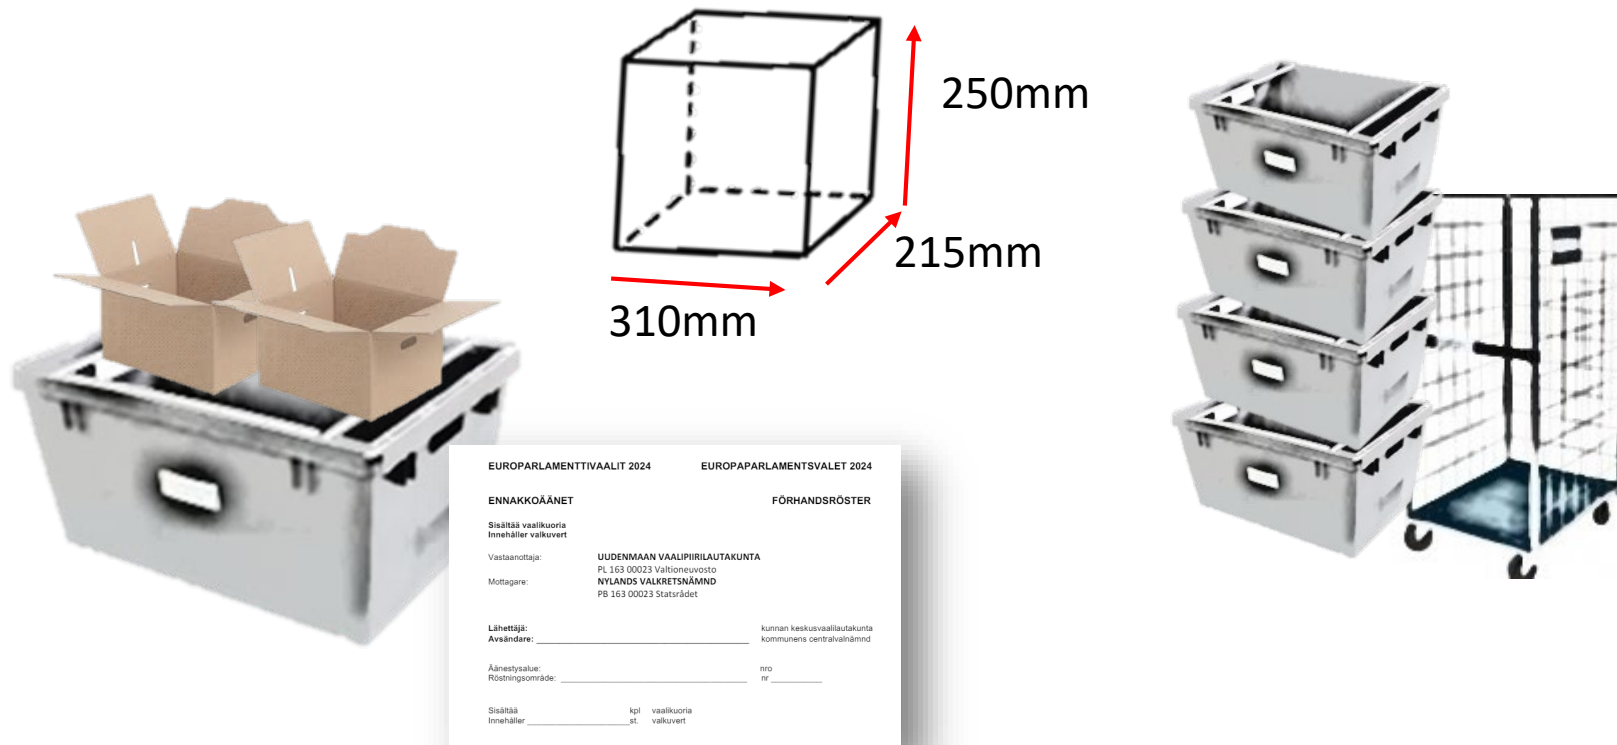 250mm
215mm
310mm
EUROPARLAMENTTIVAALIT 2024 EUROPAPARLAMENTSVALET 2024
ENNAKKOÄÄNET FÖRHANDSRÖSTER
Sisältää vaalikuoria
Innehåller valkuvert
Vastaanottaja: UUDENMAAN VAALIPIIRILAUTAKUNTA
PL 163 00023 Valtioneuvosto
Mottagare: NYLANDS VALKRETSNÄMND
PB 163 00023 Statsrådet
Lähettäjä: kunnan keskusvaalilautakunta
Avsändare: kommunens centralvalnämnd
Äänestysalue: nro
Röstningsområde: nr
Sisältää kpl vaalikuoria
Innehåller st. valkuvert